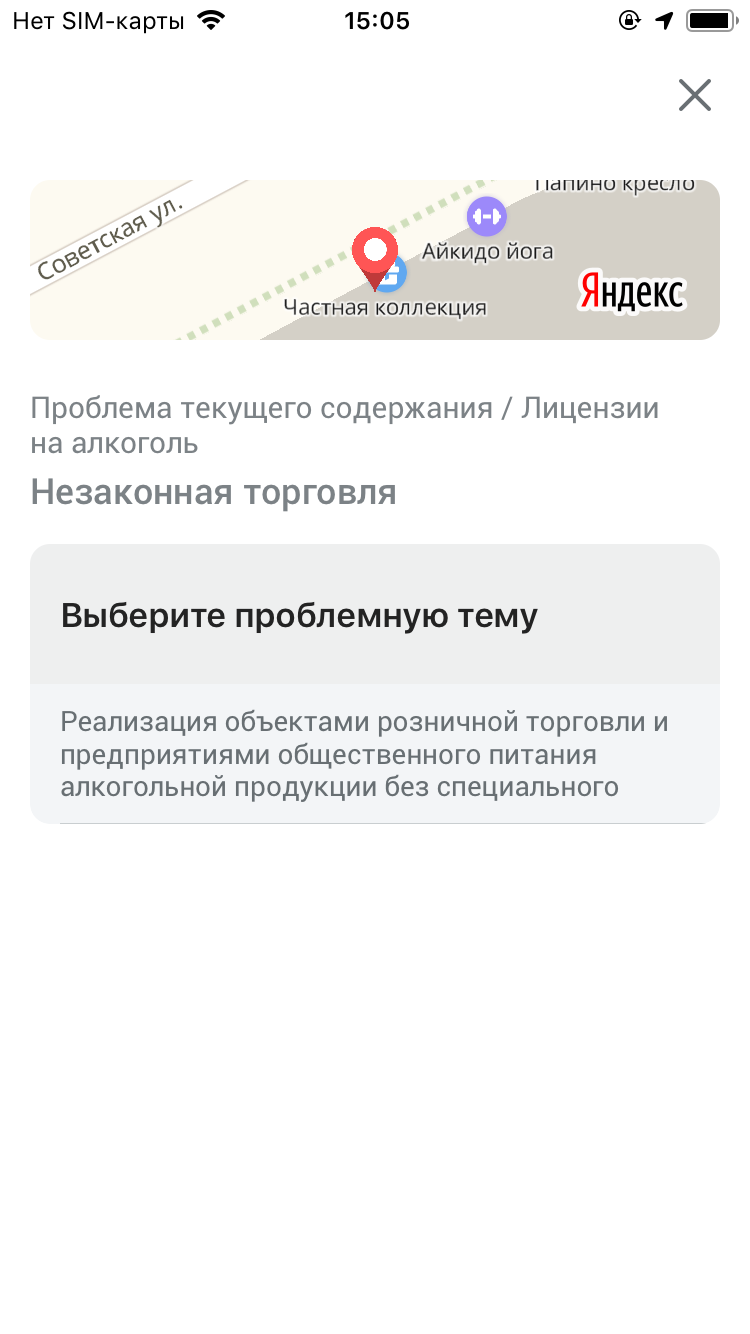 Нет SIM-карты 15:05
Папино кресло
Советская ул.
Айкидо йога
Яндекс
Частная коллекция
Проблема текущего содержания / Лицензии
на алкоголь
Незаконная торговля
Выберите проблемную тему
Реализация объектами розничной торговли и
предприятиями общественного питания
алкогольной продукции без специального